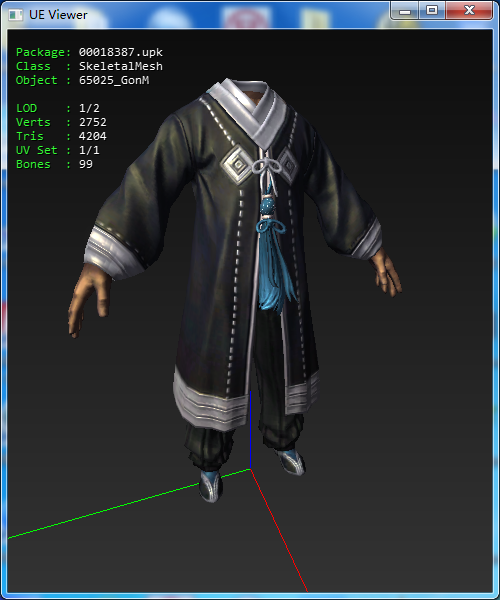 UE Viewer
Package: 00018387.upk
Class  : SkeletalMesh
Object : 65025_GonM
LOD    : 1/2
Verts  : 2752
Tris   : 4204
UV Set : 1/1
Bones  : 99